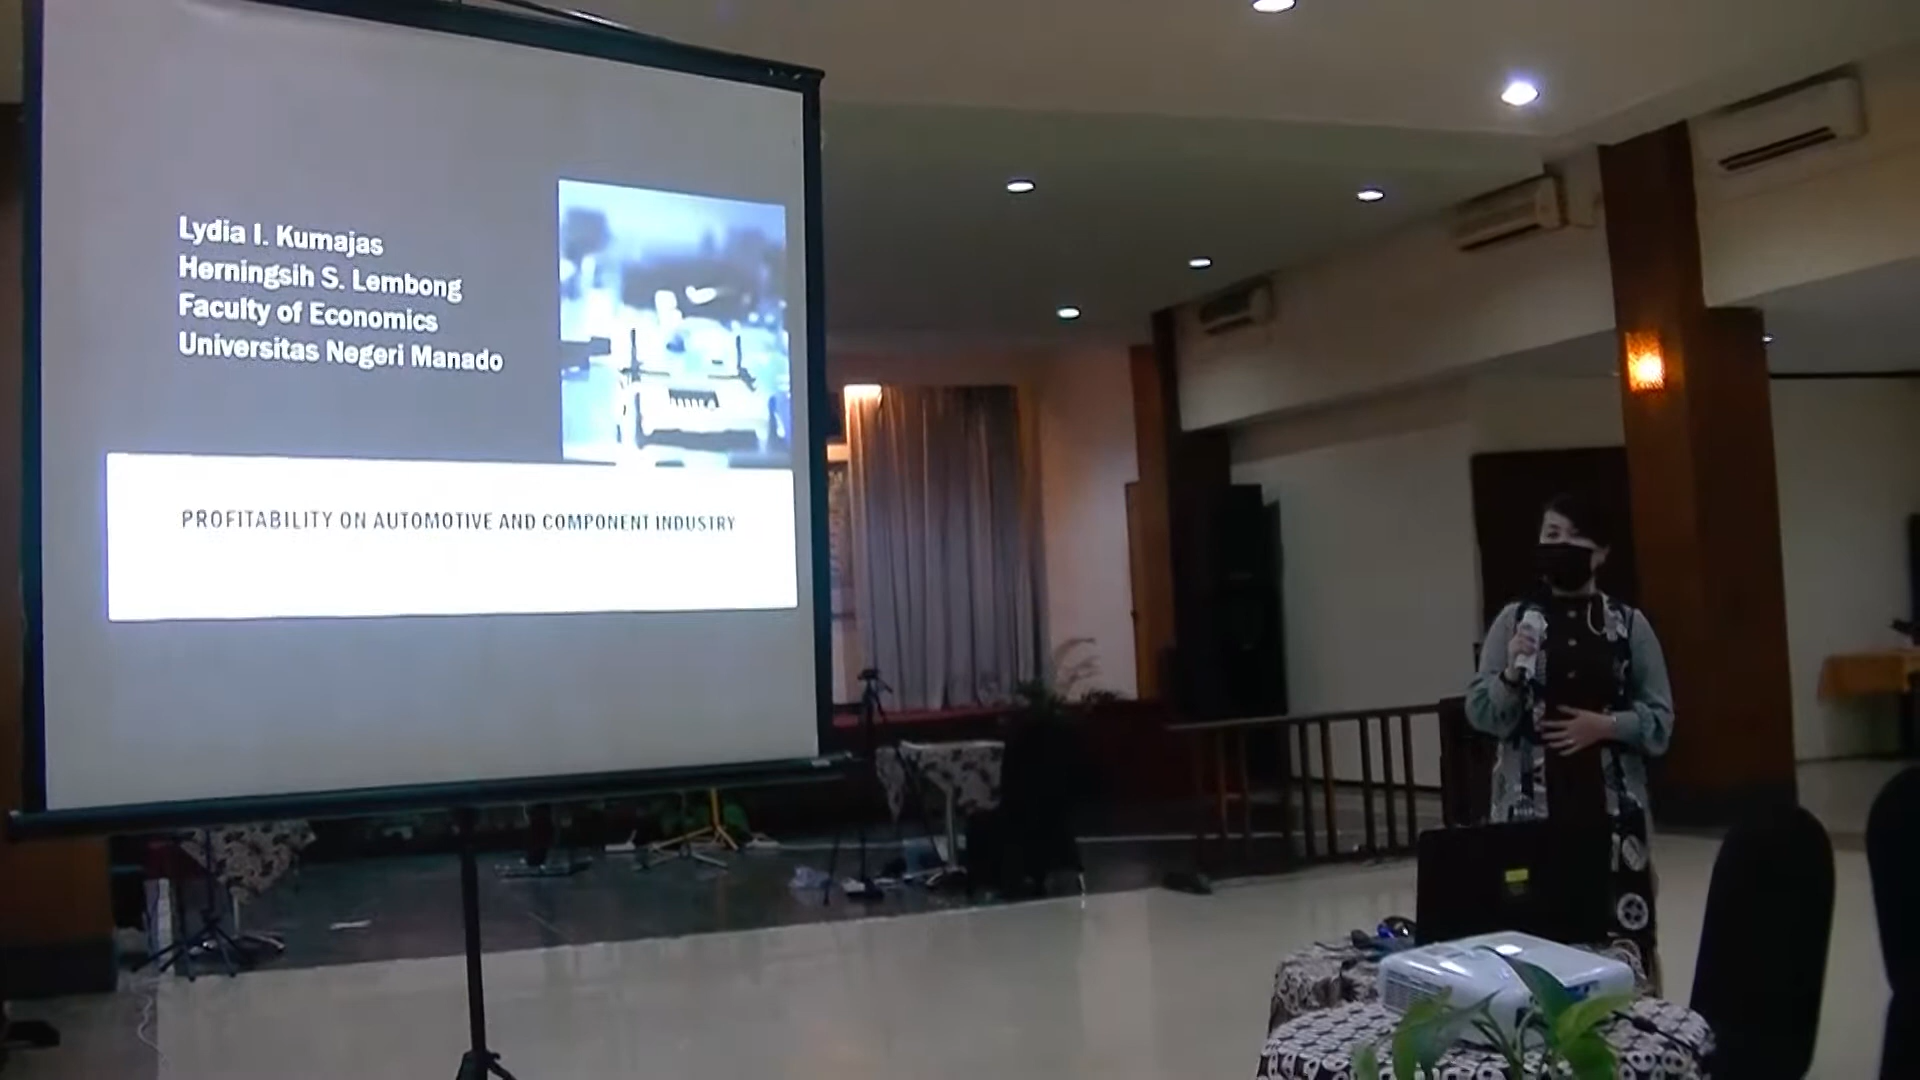 Lydia I. Kumajas
Herningsih S. Lembong
Faculty of Economics
Universitas Negeri Manado
PROFITABILITY ON AUTOMOTIVE AND COMPONENT INDUSTRY